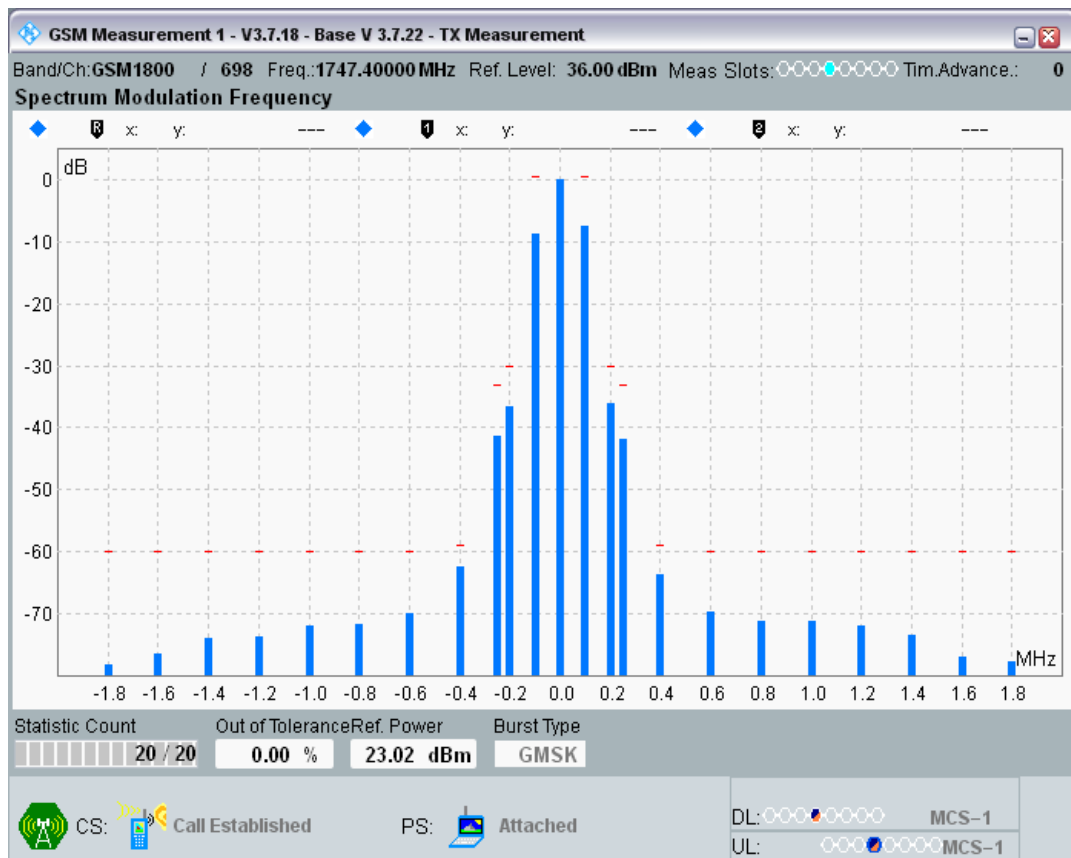 GSM Measurement 1 - V3.7.18 - Base V 3.7.22 - TX Measurement
Band/Ch:GSM1800 / 698 Freq.:1747.40000 MHz Ref. Level: 36.00 dBm Meas Slots: Tim.Advance.: 0
Spectrum Modulation Frequency
R x: y: --- 1 x: y: --- 2 x: y: ---
dB
0
-10
-20
-30
-40
-50
-60
-70
MHz
-1.8 -1.6 -1.4 -1.2 -1.0 -0.8 -0.6 -0.4 -0.2 0.0 0.2 0.4 0.6 0.8 1.0 1.2 1.4 1.6 1.8
Statistic Count Out of Tolerance Ref. Power Burst Type
20 / 20 0.00 % 23.02 dBm GMSK
CS: Call Established PS: Attached
DL: MCS-1
UL: MCS-1